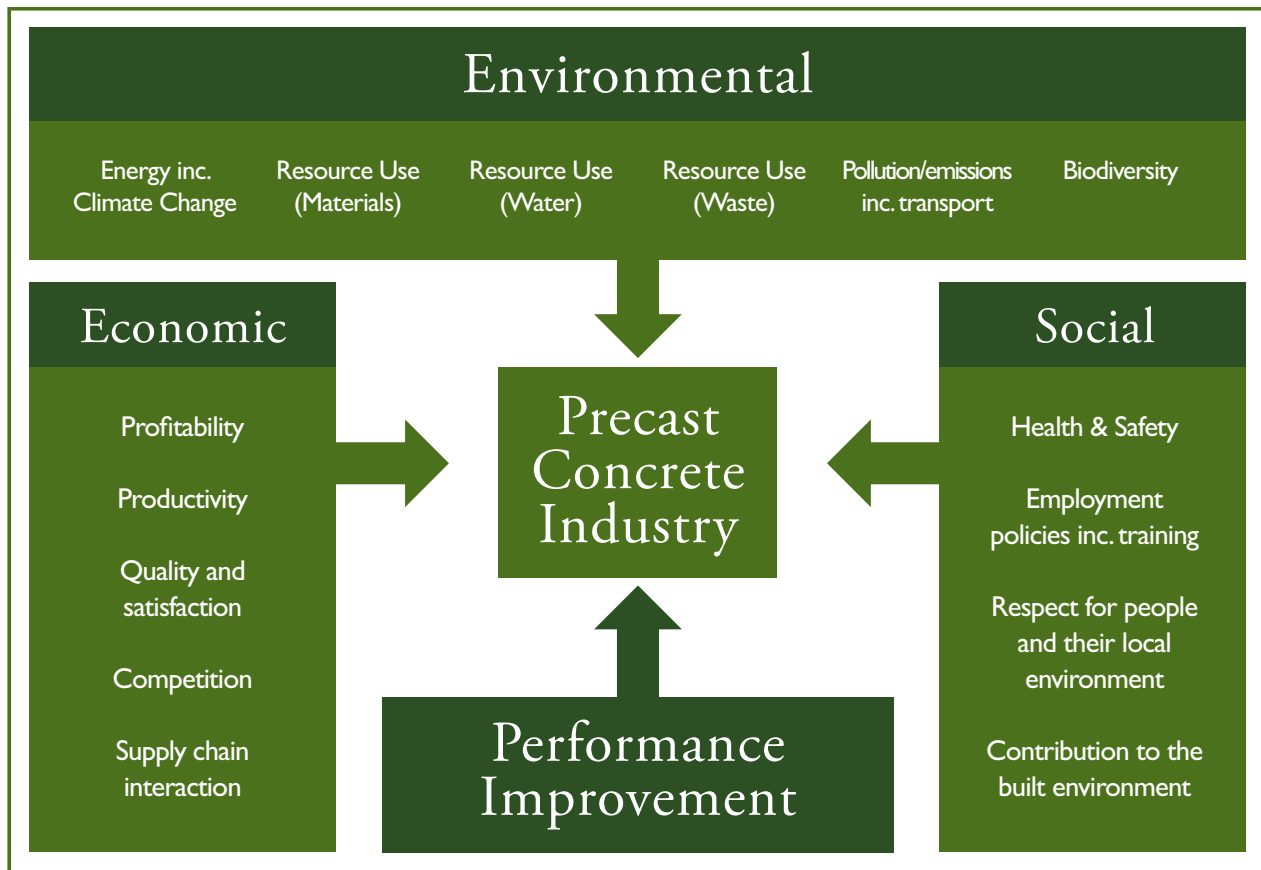 Environmental
Energy inc.
Climate Change
Resource Use
(Materials)
Resource Use
(Water)
Resource Use
(Waste)
Pollution/emissions
inc. transport
Biodiversity
Economic
Profitability
Productivity
Quality and
satisfaction
Competition
Supply chain
interaction
Precast
Concrete
Industry
Performance
Improvement
Social
Health & Safety
Employment
policies inc. training
Respect for people
and their local
environment
Contribution to the
built environment